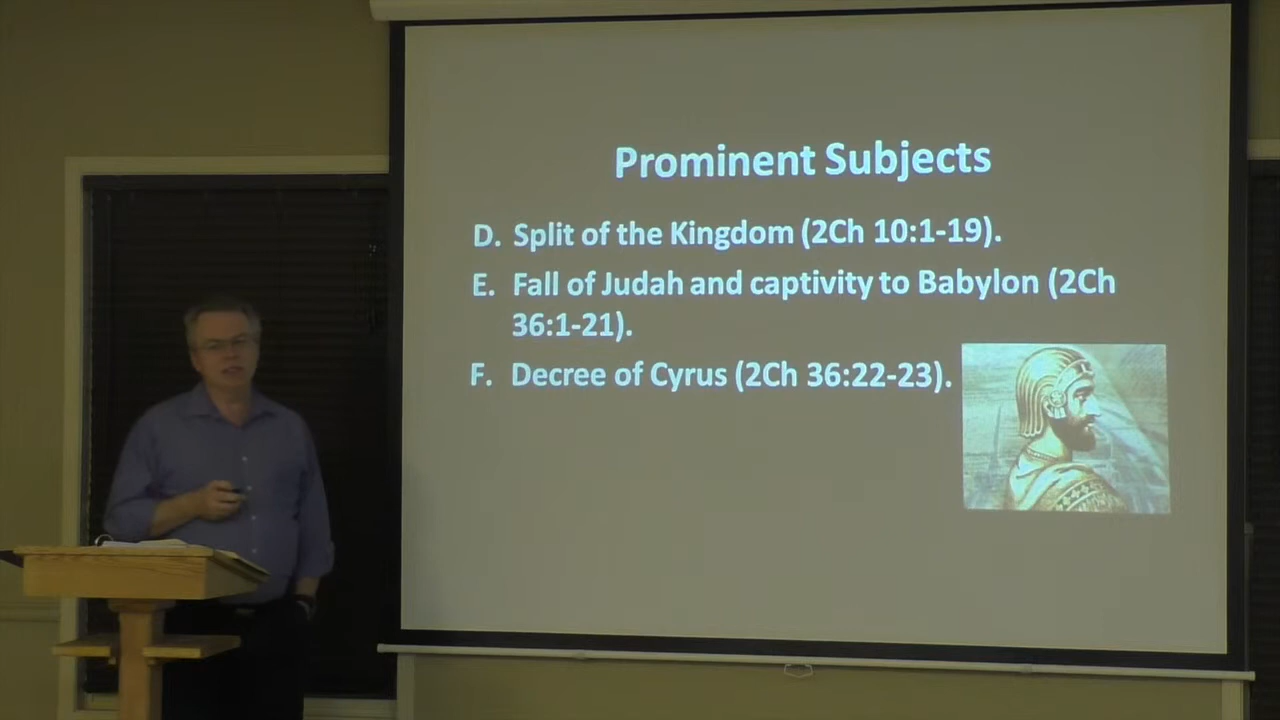 Prominent Subjects
D. Split of the Kingdom (2Ch 10:1-19).
E. Fall of Judah and captivity to Babylon (2Ch
36:1-21).
F. Decree of Cyrus (2Ch 36:22-23).